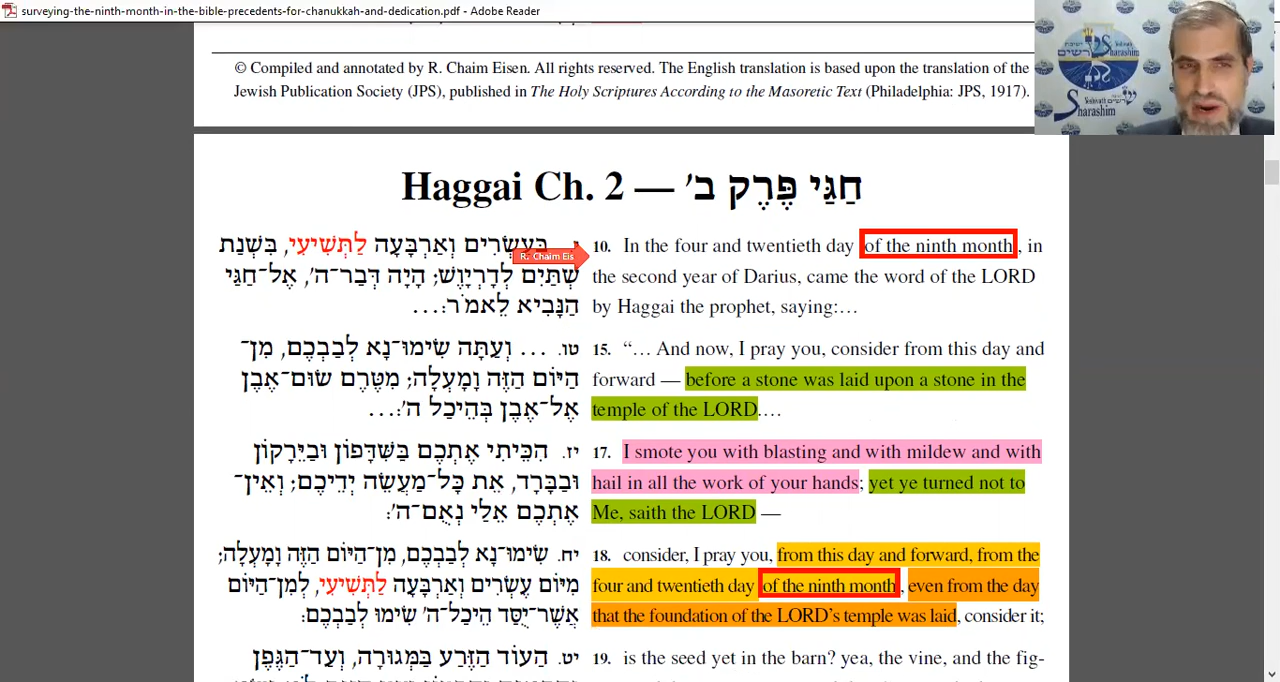 surveying-the-ninth-month-in-the-bible-precedents-for-chanukkah-and-dedication.pdf - Adobe Reader
© Compiled and annotated by R. Chaim Eisen. All rights reserved. The English translation is based upon the translation of the
Jewish Publication Society (JPS), published in The Holy Scriptures According to the Masoretic Text (Philadelphia: JPS, 1917).
ישיבת
שרשים
Yeshivath
Sharashim
Haggai Ch. 2 — חַגַּי פֶּרֶק ב'
בְּעֶשְׂרִים וְאַרְבָּעָה לַתְּשִׁיעִי, בִּשְׁנַת
שְׁתַּיִם לְדָרְיָוֶשׁ; הָיָה דְּבַר־ה', אֶל־חַגַּי
הַנָּבִיא לֵאמֹר:...
R. Chaim Eis
10. In the four and twentieth day of the ninth month, in
the second year of Darius, came the word of the LORD
by Haggai the prophet, saying:…
טו. ... וְעַתָּה שִׂימוּ־נָא לְבַבְכֶם, מִן־
הַיּוֹם הַזֶּה וָמָעְלָה; מִטֶּרֶם שׂוּם־אֶבֶן
אֶל־אֶבֶן בְּהֵיכַל ה':...
15. “… And now, I pray you, consider from this day and
forward — before a stone was laid upon a stone in the
temple of the LORD….
יז. הִכֵּיתִי אֶתְכֶם בַּשִּׁדָּפוֹן וּבַיֵּרָקוֹן
וּבַבָּרָד, אֵת כָּל־מַעֲשֵׂה יְדֵיכֶם; וְאֵין־
אֶתְכֶם אֵלַי נְאֻם־ה':
17. I smote you with blasting and with mildew and with
hail in all the work of your hands; yet ye turned not to
Me, saith the LORD —
יח. שִׂימוּ־נָא לְבַבְכֶם, מִן־הַיּוֹם הַזֶּה וָמָעְלָה;
מִיּוֹם עֶשְׂרִים וְאַרְבָּעָה לַתְּשִׁיעִי, לְמִן־הַיּוֹם
אֲשֶׁר־יֻסַּד הֵיכַל־ה' שִׂימוּ לְבַבְכֶם:
18. consider, I pray you, from this day and forward, from the
four and twentieth day of the ninth month, even from the day
that the foundation of the LORD’s temple was laid, consider it;
יט. הַעוֹד הַזֶּרַע בַּמְּגוּרָה, וְעַד־הַגֶּפֶן
19. is the seed yet in the barn? yea, the vine, and the fig-